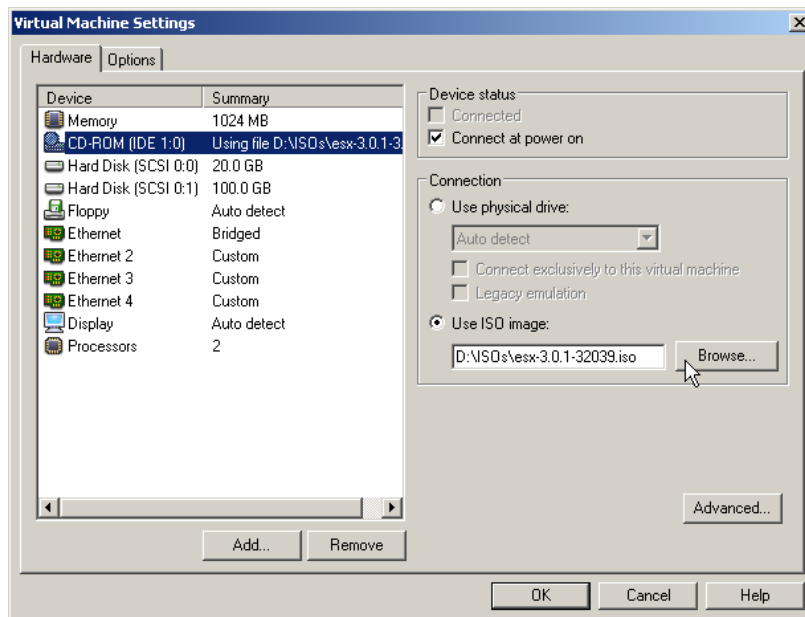 Virtual Machine Settings
Hardware Options
Device Summary
Memory 1024 MB
CD-ROM (IDE 1:0) Using file D:\ISOs\esx-3.0.1-3
Hard Disk (SCSI 0:0) 20.0 GB
Hard Disk (SCSI 0:1) 100.0 GB
Floppy Auto detect
Ethernet Bridged
Ethernet 2 Custom
Ethernet 3 Custom
Ethernet 4 Custom
Display Auto detect
Processors 2
Add... Remove
Device status
Connected
Connect at power on
Connection
Use physical drive:
Auto detect
Connect exclusively to this virtual machine
Legacy emulation
Use ISO image:
D:\ISOs\esx-3.0.1-32039.iso Browse...
Advanced...
OK Cancel Help